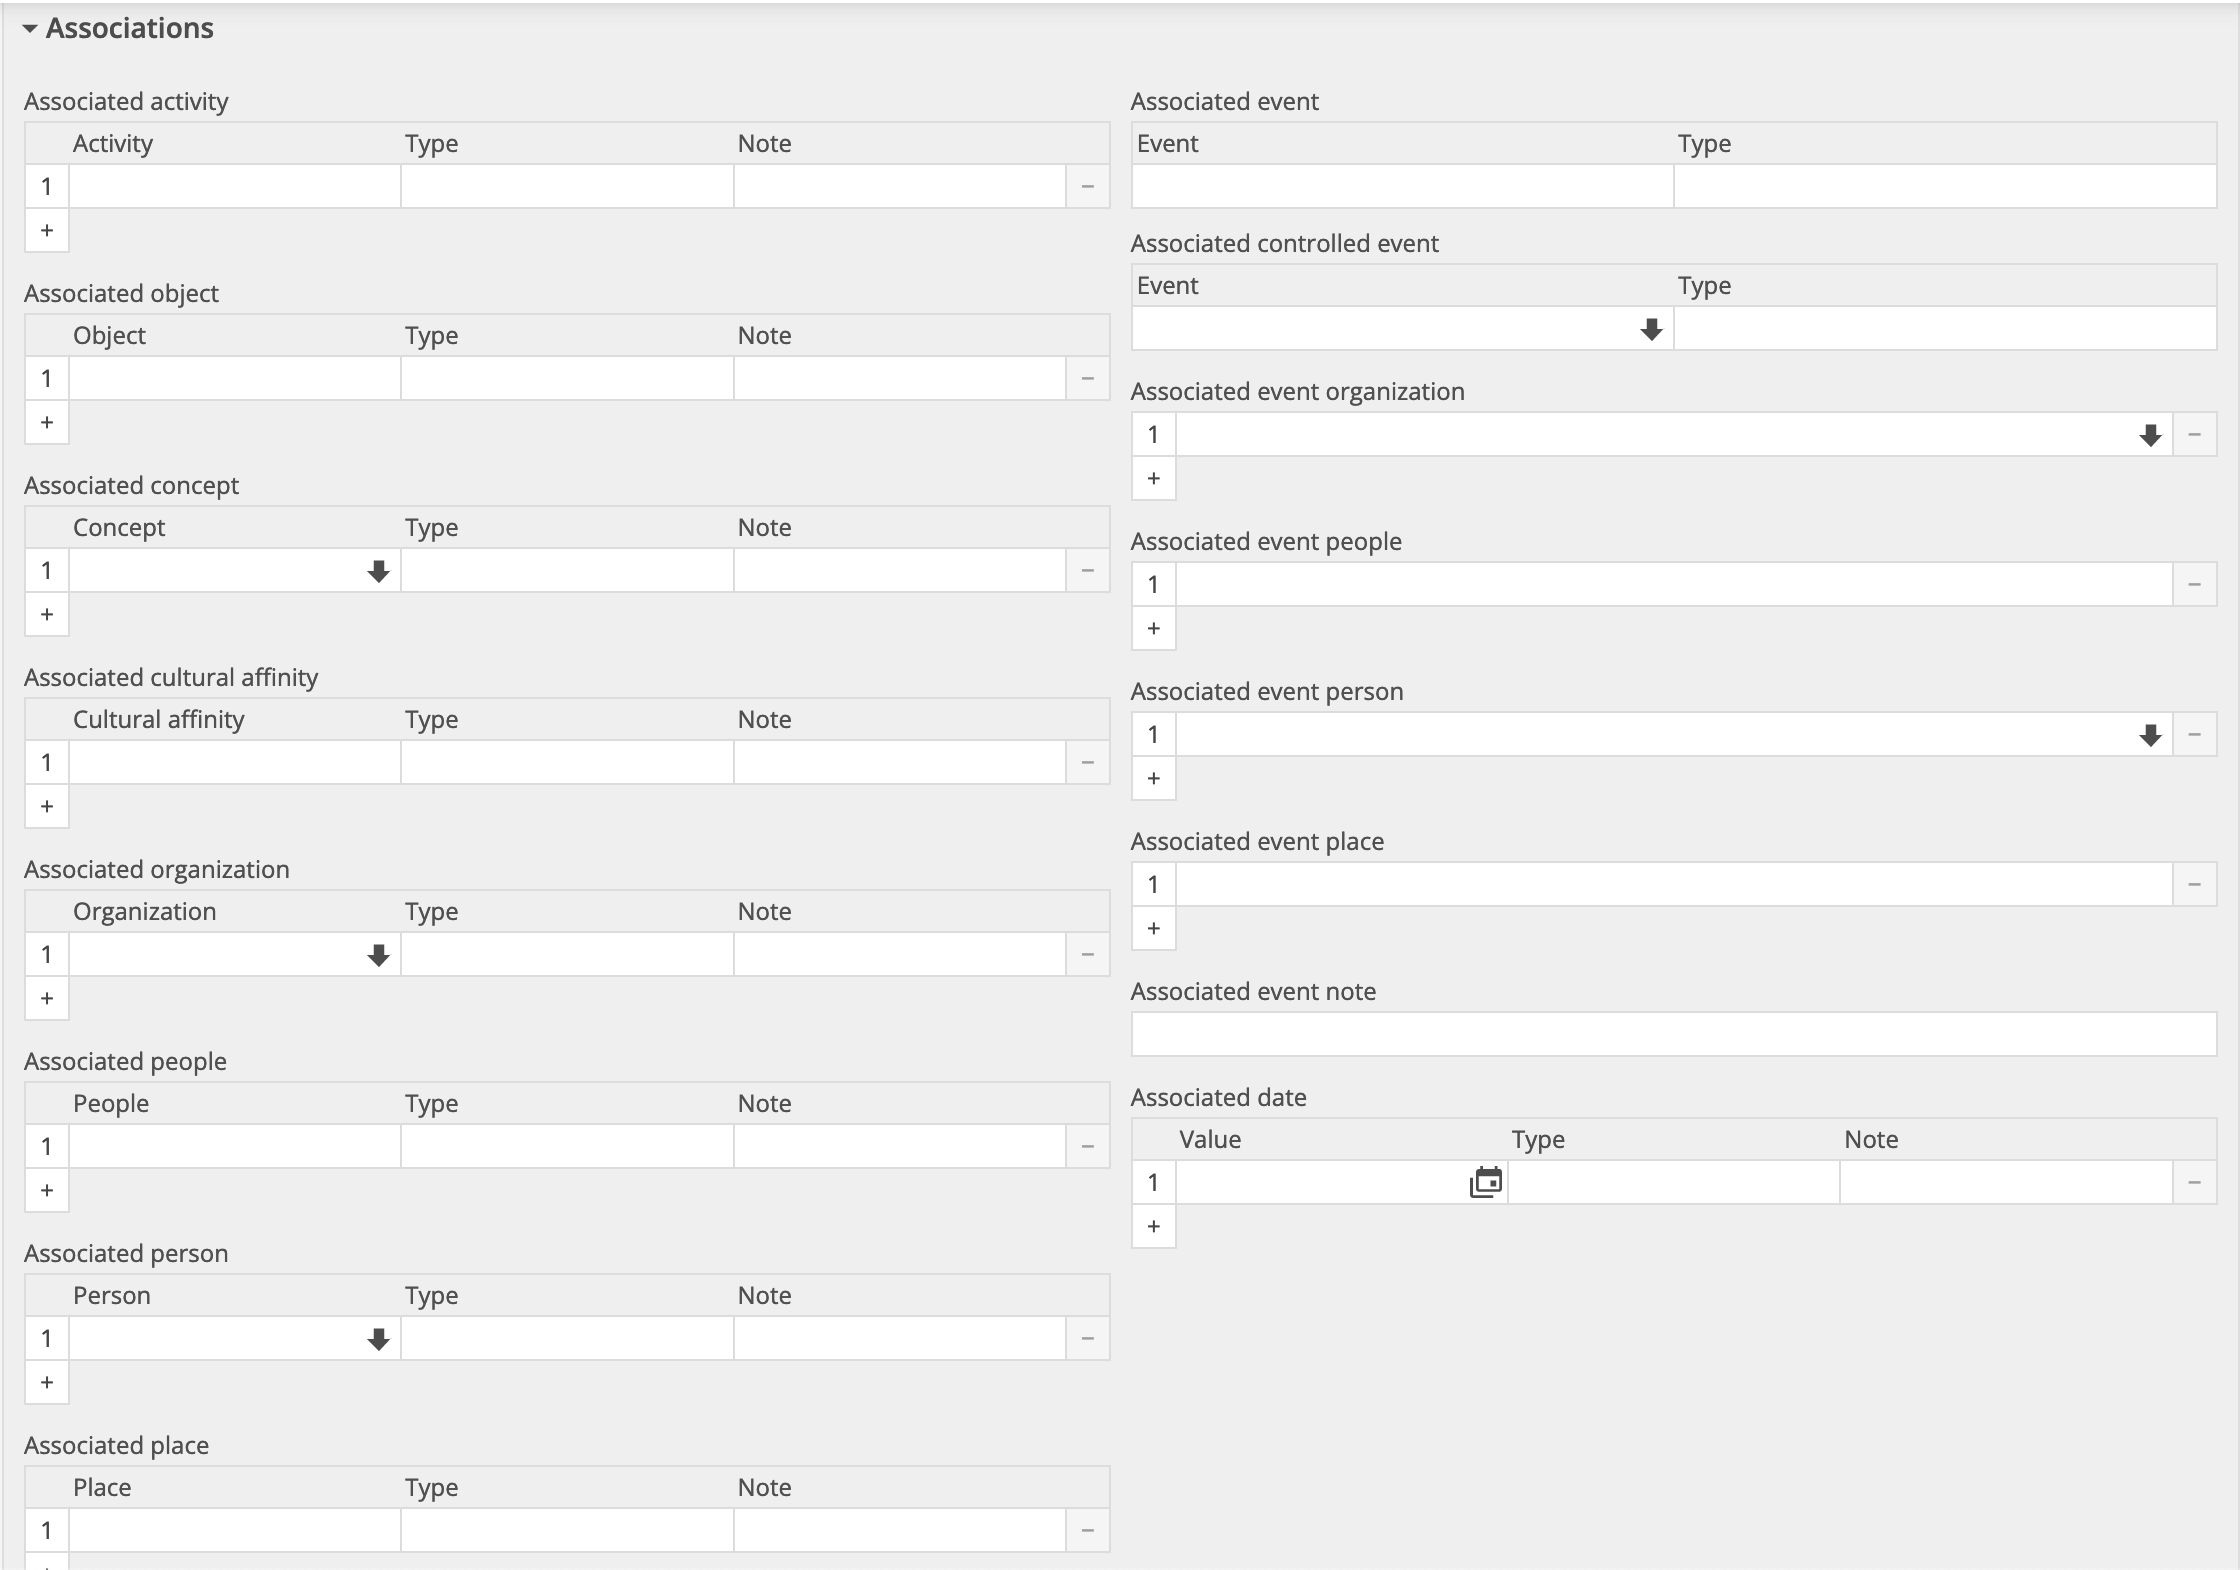 Associations
Associated activity
Activity Type Note
1
+
Associated object
Object Type Note
1
+
Associated concept
Concept Type Note
1
+
Associated cultural affinity
Cultural affinity Type Note
1
+
Associated organization
Organization Type Note
1
+
Associated people
People Type Note
1
+
Associated person
Person Type Note
1
+
Associated place
Place Type Note
1
Associated event
Event Type
Associated controlled event
Event Type
Associated event organization
1
+
Associated event people
1
+
Associated event person
1
+
Associated event place
1
+
Associated event note
Associated date
Value Type Note
1
+